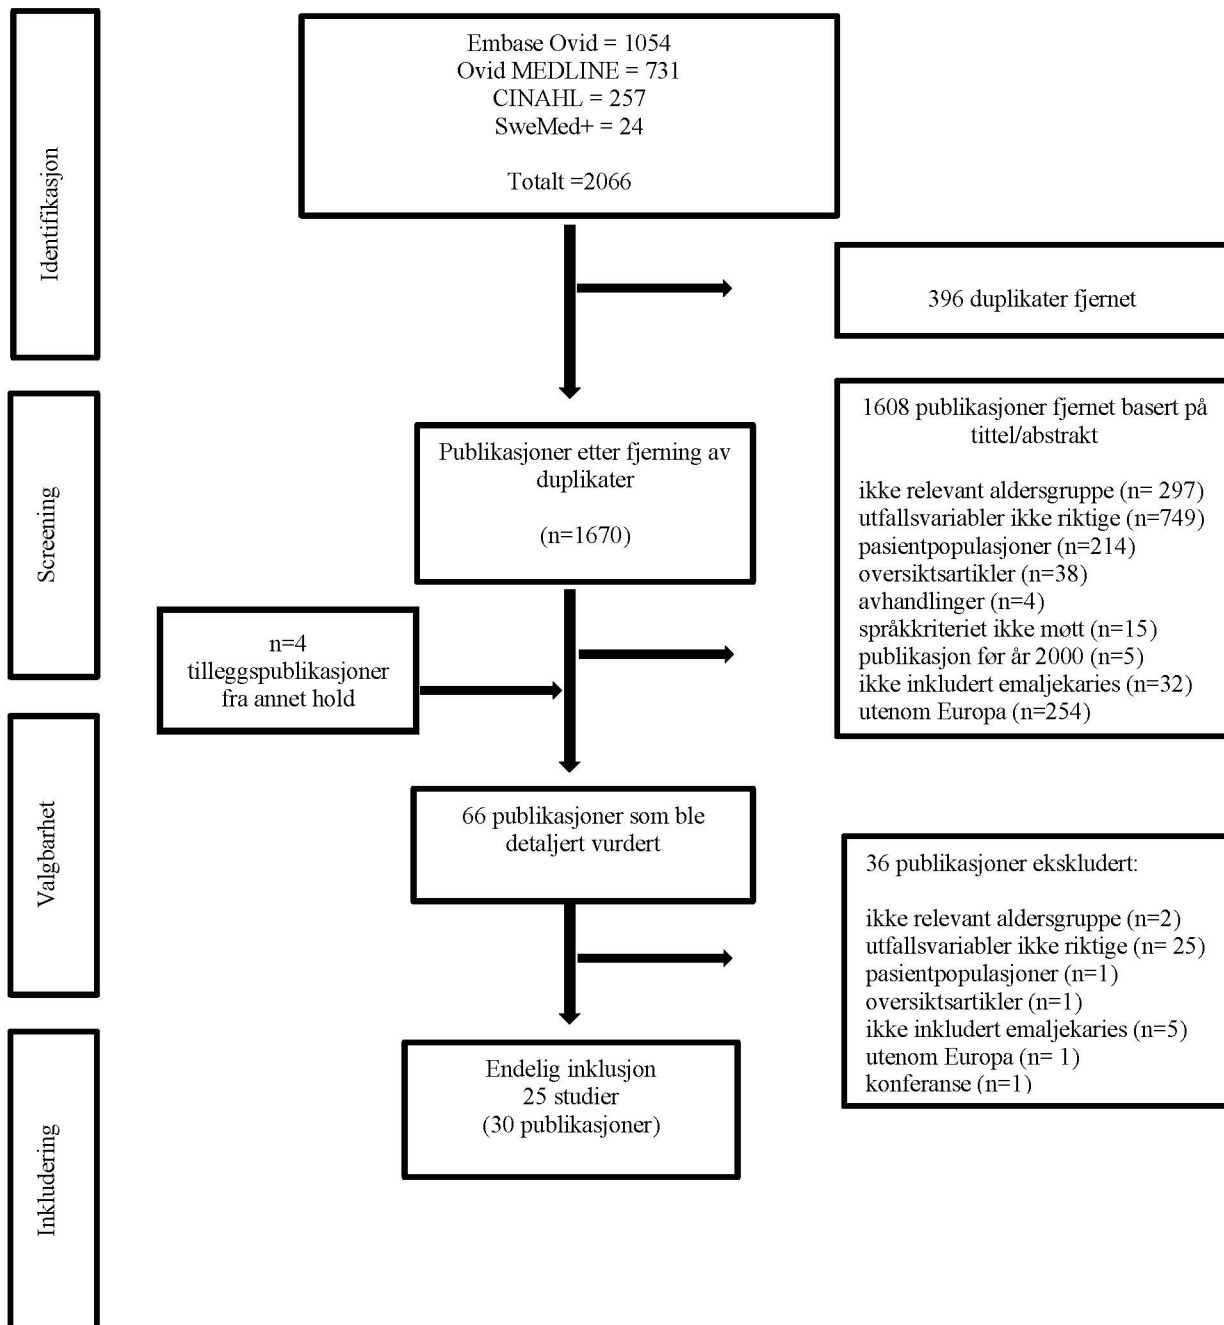 Identifikasjon
Embase Ovid = 1054
Ovid MEDLINE = 731
CINAHL = 257
SweMed+ = 24
Totalt =2066
396 duplikater fjernet
Screening
Publikasjoner etter fjerning av
duplikater
(n=1670)
1608 publikasjoner fjernet basert på
tittel/abstrakt
ikke relevant aldersgruppe (n= 297)
utfallsvariabler ikke riktige (n=749)
pasientpopulasjoner (n=214)
oversiktsartikler (n=38)
avhandlinger (n=4)
språkkriteriet ikke møtt (n=15)
publikasjon før år 2000 (n=5)
ikke inkludert emaljekaries (n=32)
utenom Europa (n=254)
n=4
tilleggspublikasjoner
fra annet hold
Valgbarhet
66 publikasjoner som ble
detaljert vurdert
36 publikasjoner ekskludert:
ikke relevant aldersgruppe (n=2)
utfallsvariabler ikke riktige (n= 25)
pasientpopulasjoner (n=1)
oversiktsartikler (n=1)
ikke inkludert emaljekaries (n=5)
utenom Europa (n= 1)
konferanse (n=1)
Inkludering
Endelig inklusjon
25 studier
(30 publikasjoner)